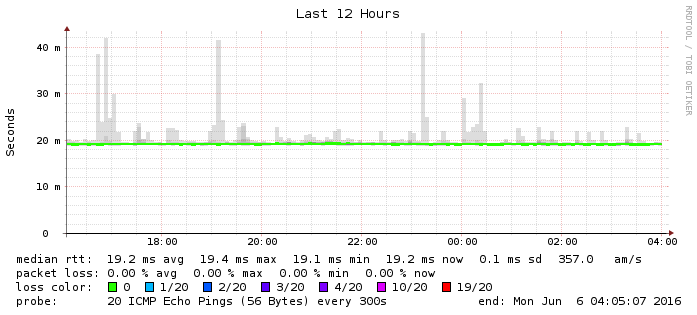 Last 12 Hours
RRDTOOL / TOBI OETIKER
Seconds
40 m
30 m
20 m
10 m
0
18:00 20:00 22:00 00:00 02:00 04:00
median rtt: 19.2 ms avg 19.4 ms max 19.1 ms min 19.2 ms now 0.1 ms sd 357.0 am/s
packet loss: 0.00 % avg 0.00 % max 0.00 % min 0.00 % now
loss color: 0 1/20 2/20 3/20 4/20 10/20 19/20
probe: 20 ICMP Echo Pings (56 Bytes) every 300s end: Mon Jun 6 04:05:07 2016